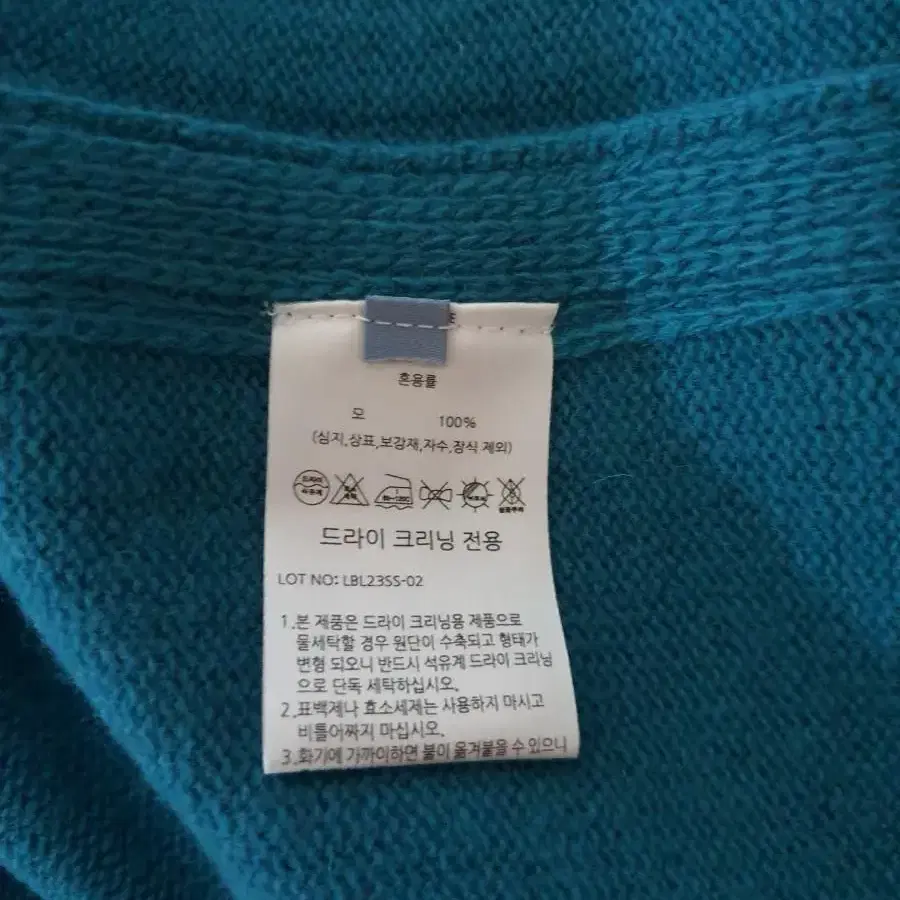 혼용률
모 100%
(심지,상표,보강재,자수,장식 제외)
드라이 크리닝 전용
LOT NO: LBL23SS-02
1.본 제품은 드라이 크리닝용 제품으로
물세탁할 경우 원단이 수축되고 형태가
변형 되오니 반드시 석유계 드라이 크리닝
으로 단독 세탁하십시오.
2.표백제나 효소세제는 사용하지 마시고
비틀어짜지 마십시오.
3.화기에 가까이하면 불이 옮겨붙을 수 있으니